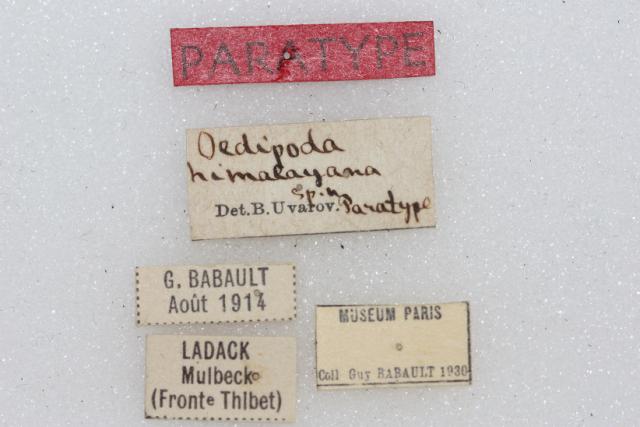 PARATYPE
Oedipoda
himalayana
sp. n.
Det. B. Uvarov. Paratype
G. BABAULT
Août 1914
LADACK
Mulbeck
(Fronte Thibet)
MUSEUM PARIS
Coll Guy BABAULT 1930